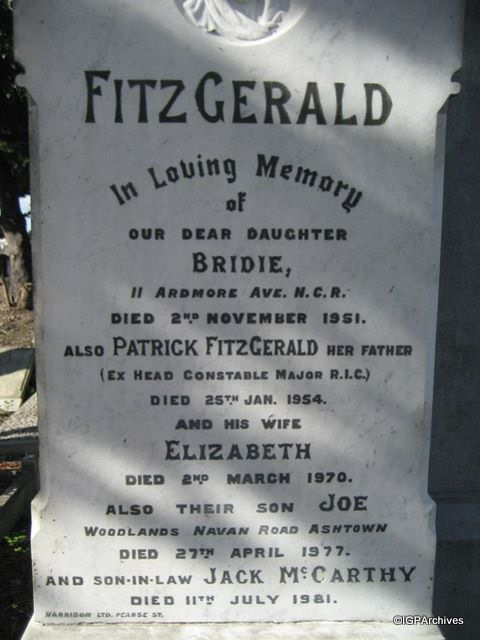 FITZGERALD
In Loving Memory
of
OUR DEAR DAUGHTER
BRIDIE,
11 ARDMORE AVE. N.C.R.
DIED 2ND NOVEMBER 1951.
ALSO PATRICK FITZGERALD HER FATHER
(EX HEAD CONSTABLE MAJOR R.I.C.)
DIED 25TH JAN. 1954.
AND HIS WIFE
ELIZABETH
DIED 2ND MARCH 1970.
ALSO THEIR SON JOE
WOODLANDS NAVAN ROAD ASHTOWN
DIED 27TH APRIL 1977.
AND SON-IN-LAW JACK McCARTHY
DIED 11TH JULY 1981.
HARRISON LTD. PEARSE ST.
©IGPArchives